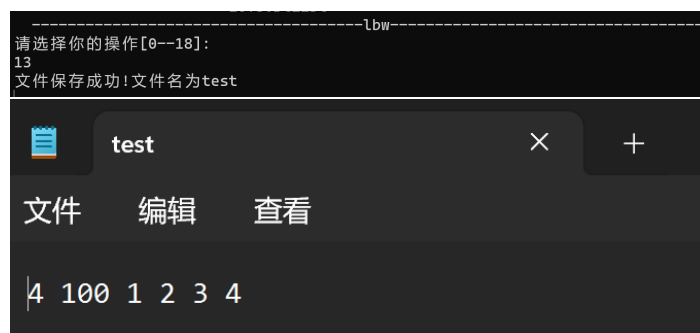 ----------------------------------lbw--------------------------------
请选择你的操作[0--18]:
13
文件保存成功!文件名为test
test
文件 编辑 查看
4 100 1 2 3 4